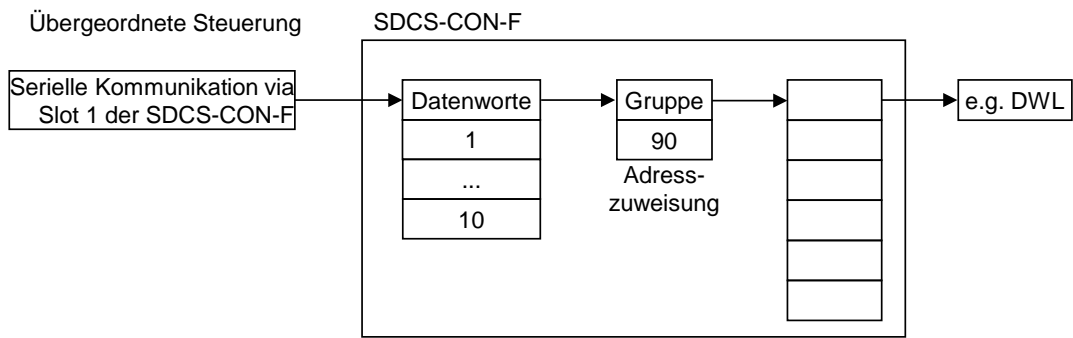 Übergeordnete Steuerung
SDCS-CON-F
Serielle Kommunikation via
Slot 1 der SDCS-CON-F
Datenworte
1
...
10
Gruppe
90
Adress-
zuweisung
e.g. DWL